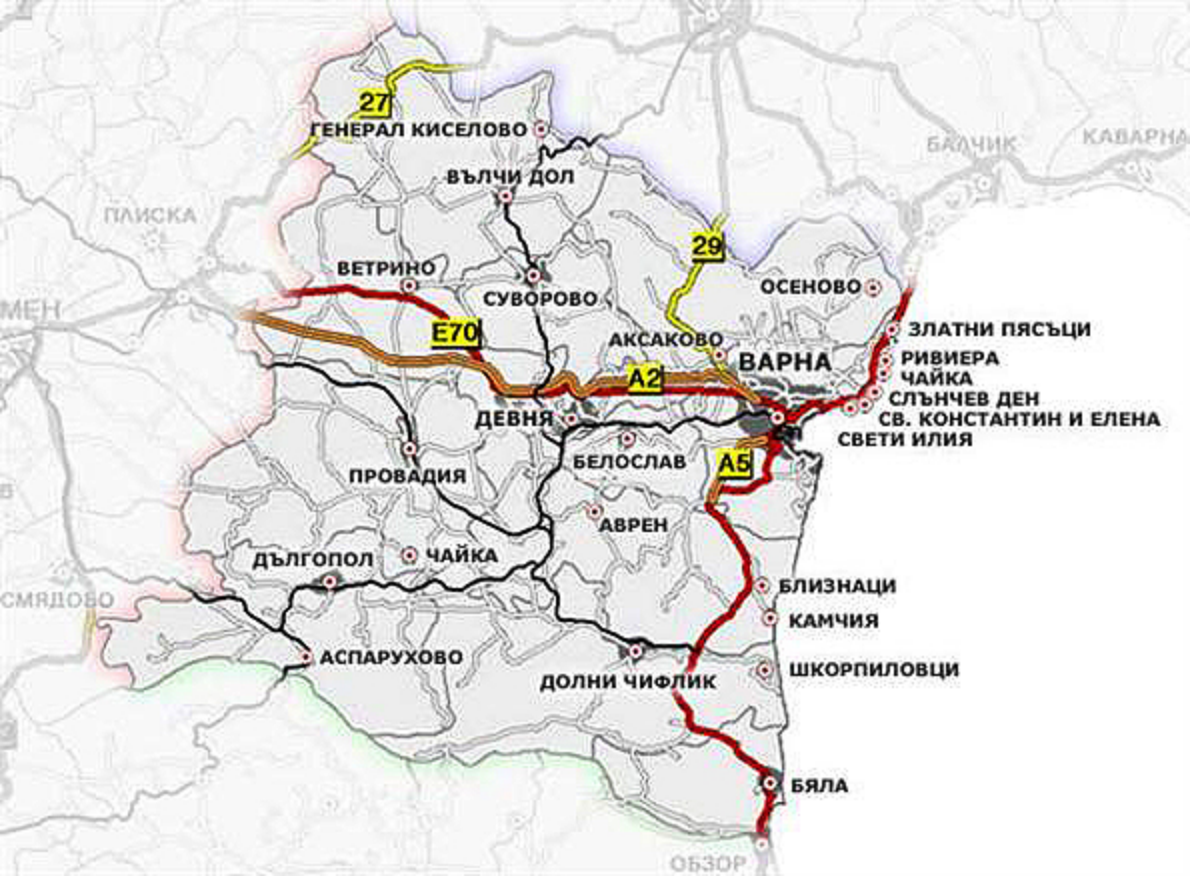 27
ГЕНЕРАЛ КИСЕЛОВО
БАЛЧИК
КАВАРНА
ВЪЛЧИ ДОЛ
ПЛИСКА
29
ВЕТРИНО
ОСЕНОВО
СУВОРОВО
МЕН
E70
АКСАКОВО
ЗЛАТНИ ПЯСЪЦИ
ВАРНА
РИВИЕРА
A2
ЧАЙКА
СЛЪНЧЕВ ДЕН
ДЕВНЯ
СВ. КОНСТАНТИН И ЕЛЕНА
СВЕТИ ИЛИЯ
БЕЛОСЛАВ
A5
ПРОВАДИЯ
АВРЕН
ДЪЛГОПОЛ
ЧАЙКА
БЛИЗНАЦИ
СМЯДОВО
КАМЧИЯ
АСПАРУХОВО
ШКОРПИЛОВЦИ
ДОЛНИ ЧИФЛИК
БЯЛА
ОБЗОР